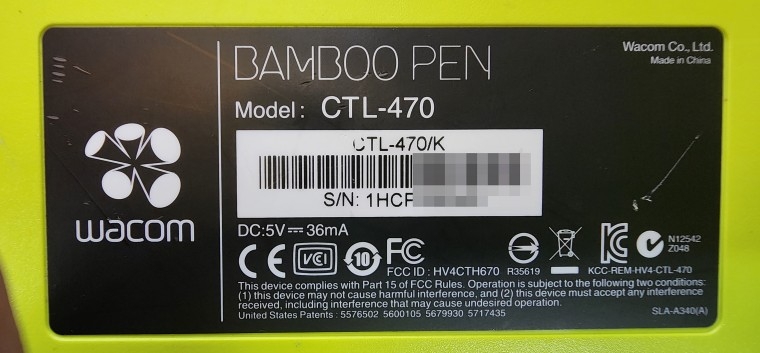 BAMBOO PEN
Wacom Co., Ltd.
Made in China
Model: CTL-470
CTL-470/K
S/N: 1HCF
wacom
DC:5V⎓36mA
CE
VCI
10
FC
FCC ID : HV4CTH670
R35619
KCC-REM-HV4-CTL-470
N12542
Z048
This device complies with Part 15 of FCC Rules. Operation is subject to the following two conditions:
(1) this device may not cause harmful interference, and (2) this device must accept any interference
received, including interference that may cause undesired operation.
United States Patents : 5576502 5600105 5679930 5717435
SLA-A340(A)